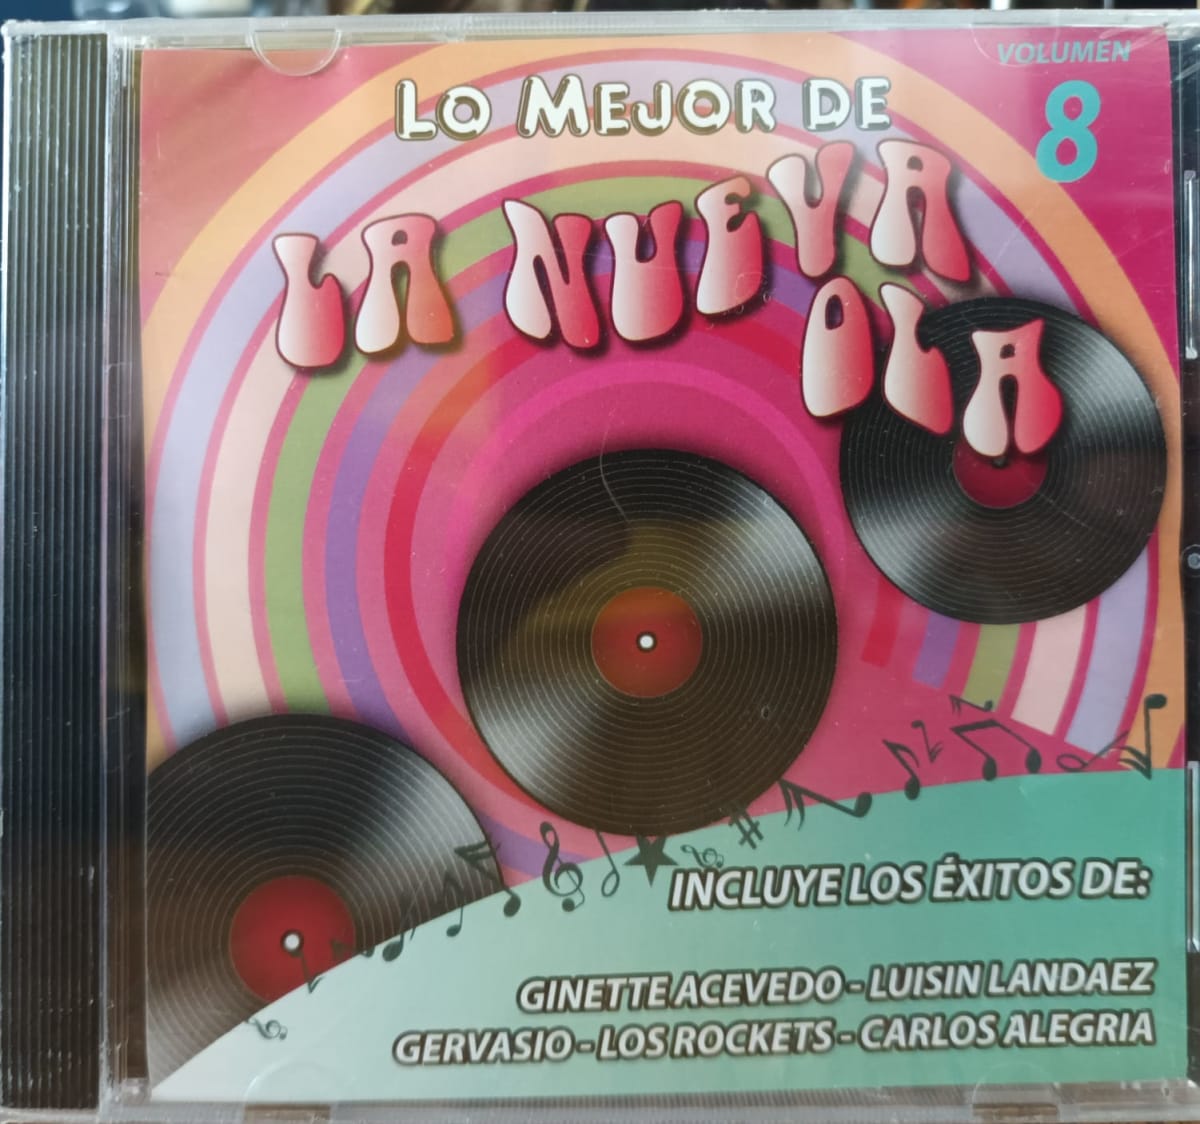 LO MEJOR DE
LA NUEVA
OLA
VOLUMEN
8
INCLUYE LOS ÉXITOS DE:
GINETTE ACEVEDO - LUISIN LANDAEZ
GERVASIO - LOS ROCKETS - CARLOS ALEGRIA